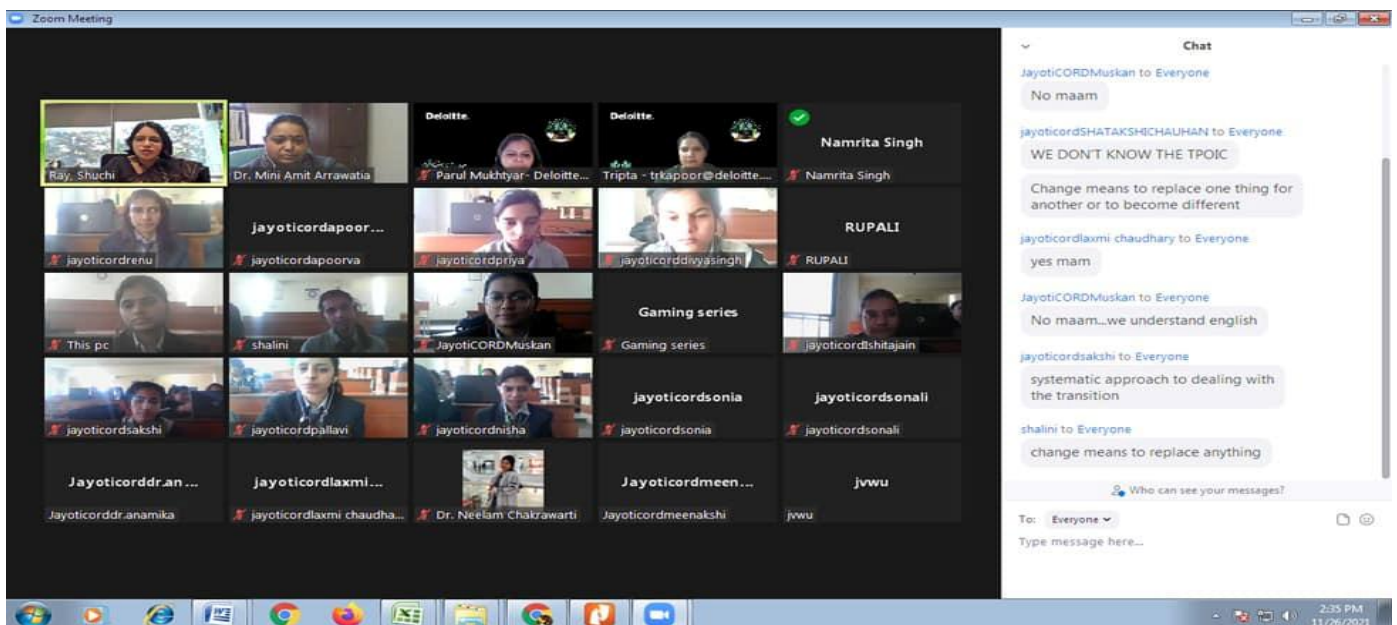 Zoom Meeting
Deloitte.
Deloitte.
Namrita Singh
Ray, Shuchi
Dr. Mini Amit Arrawatia
Parul Mukhtyar- Deloitte...
Tripta - trkapoor@deloitte....
Namrita Singh
jayoticordapoor...
RUPALI
jayoticordrenu
jayoticordapoorva
jayoticordpriya
jayoticorddivyasingh
RUPALI
Gaming series
This pc
shalini
JayotiCORDMuskan
Gaming series
jayoticordIshitajain
jayoticordsonia
jayoticordsonali
jayoticordsakshi
jayoticordpallavi
jayoticordnisha
jayoticordsonia
jayoticordsonali
Jayoticorddr.an...
jayoticordlaxmi...
Jayoticordmeen...
jvwu
Jayoticorddr.anamika
jayoticordlaxmi chaudha...
Dr. Neelam Chakrawarti
Jayoticordmeenakshi
jvwu
Chat
JayotiCORDMuskan to Everyone
No maam
jayoticordSHATAKSHICHAUHAN to Everyone
WE DON'T KNOW THE TPOIC
Change means to replace one thing for
another or to become different
jayoticordlaxmi chaudhary to Everyone
yes mam
JayotiCORDMuskan to Everyone
No maam...we understand english
jayoticordsakshi to Everyone
systematic approach to dealing with
the transition
shalini to Everyone
change means to replace anything
Who can see your messages?
To: Everyone
Type message here...
2:35 PM
11/26/2021